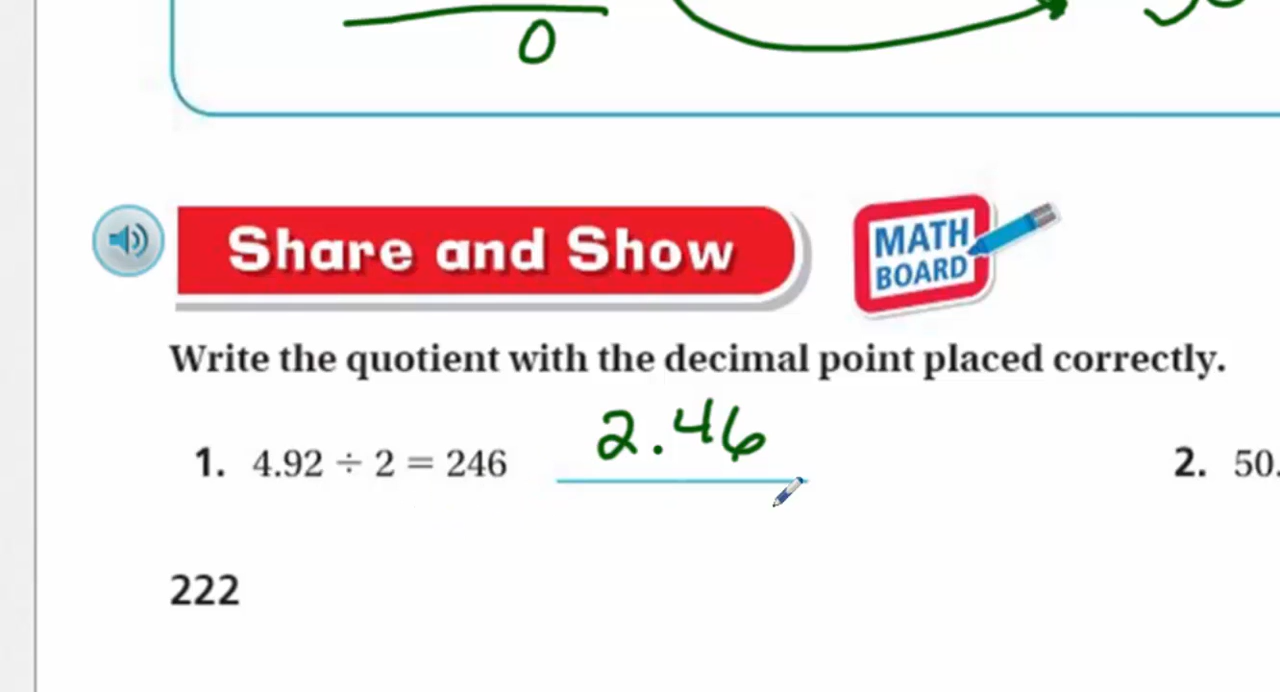 0
Share and Show
MATH
BOARD
Write the quotient with the decimal point placed correctly.
1. 4.92 ÷ 2 = 246 2.46
2. 50.
222